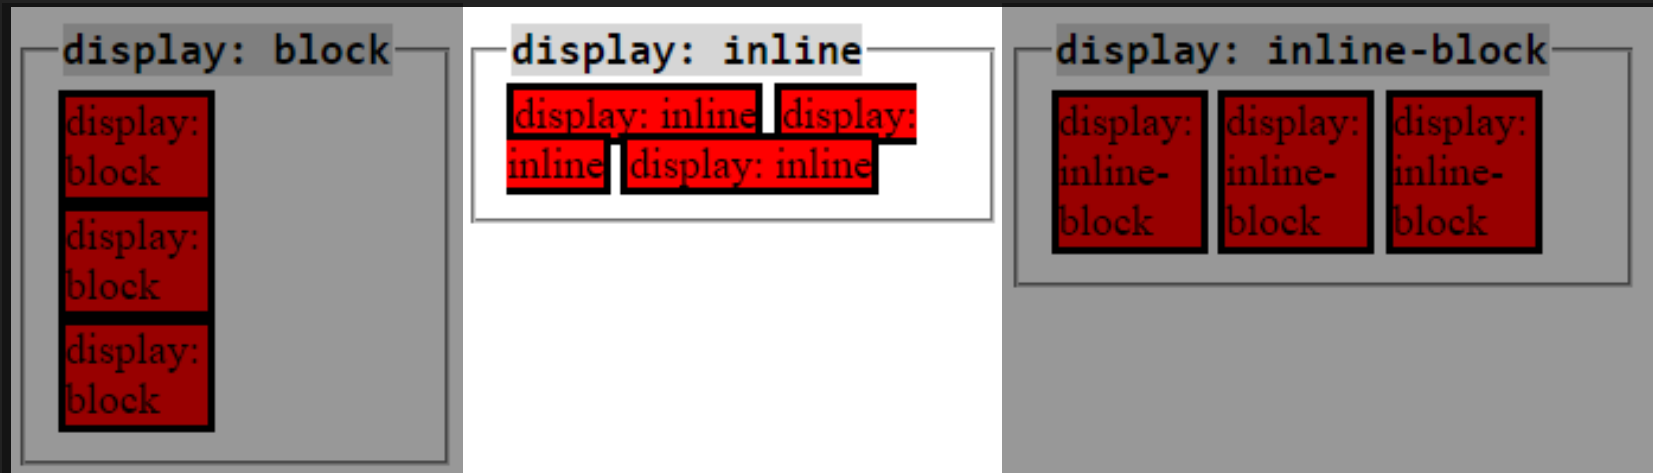 display: block
display:
block
display:
block
display:
block
display: inline
display: inline display:
inline display: inline
display: inline-block
display: display: display:
inline- inline- inline-
block block block